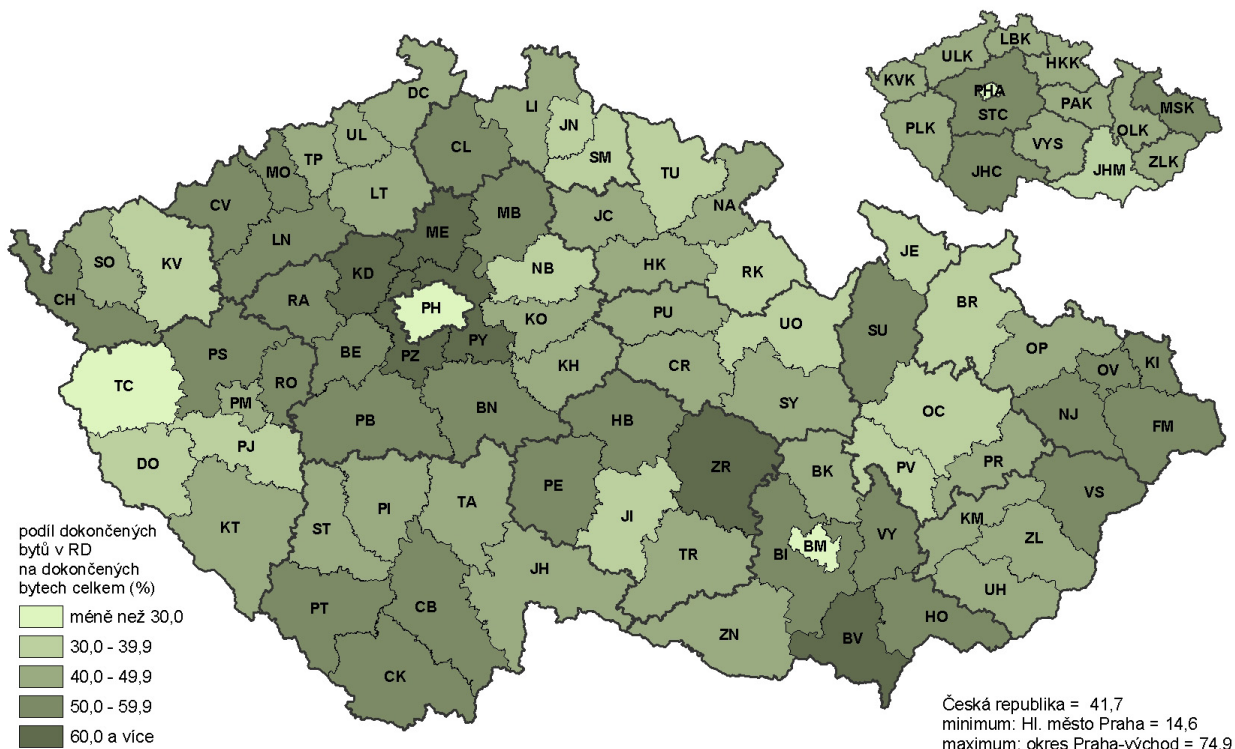 LBK
ULK
HKK
KVK
PHA
PAK
MSK
STC
OLK
PLK
VYS
ZLK
JHM
JHC
DC
LI
UL
JN
CL
TP
SM
MO
TU
LT
CV
MB
JC
NA
LN
ME
SO
KV
KD
NB
HK
RK
JE
CH
RA
BR
PH
KO
PU
UO
SU
PS
BE
PZ
PY
OP
OV
KI
TC
RO
KH
CR
PM
SY
OC
NJ
PB
BN
HB
FM
PJ
DO
ZR
BK
PV
PR
VS
PE
KT
ST
PI
TA
JI
KM
ZL
BI
BM
VY
TR
JH
UH
PT
CB
ZN
BV
HO
CK
podíl dokončených
bytů v RD
na dokončených
bytech celkem (%)
méně než 30,0
30,0 - 39,9
40,0 - 49,9
50,0 - 59,9
60,0 a více
Česká republika = 41,7
minimum: Hl. město Praha = 14,6
maximum: okres Praha-východ = 74,9